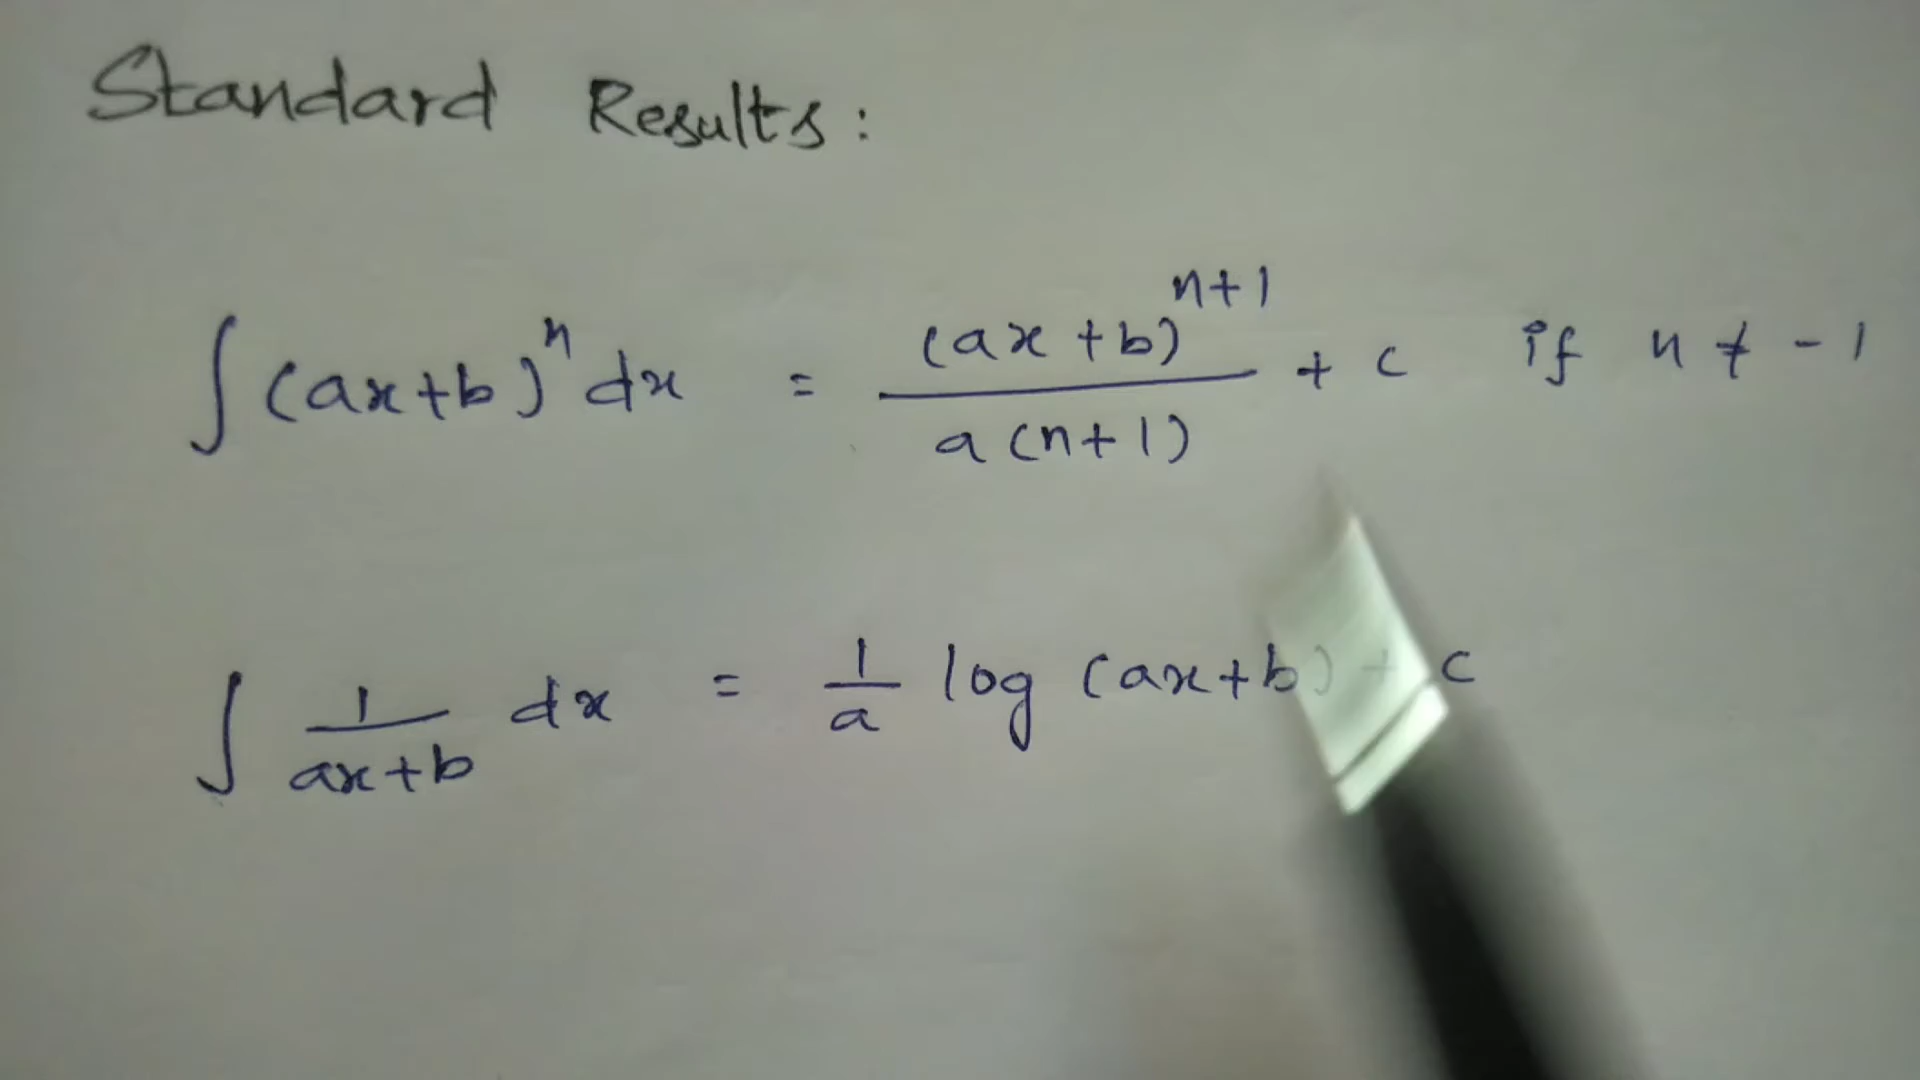 Standard Results:
∫(ax+b)^n dx = (ax+b)^(n+1) / a(n+1) + c if n ≠ -1
∫ 1/(ax+b) dx = 1/a log (ax+b) + c